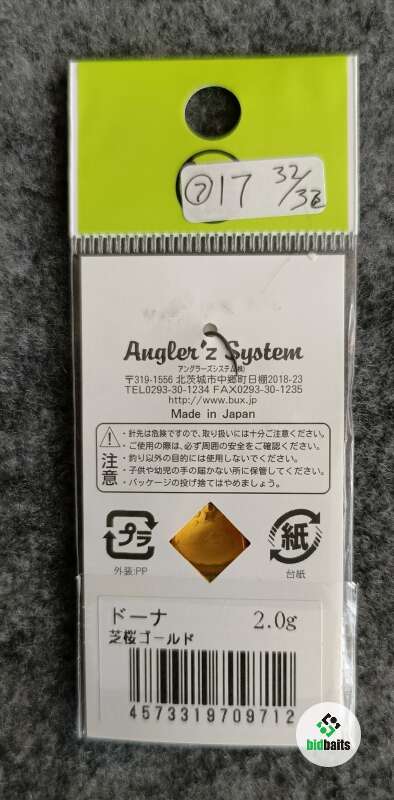 ⑦17 32/36
Angler'z System
アングラーズシステム(株)
〒319-1556 北茨城市中郷町日棚2018-23
TEL0293-30-1234 FAX0293-30-1235
http://www.bux.jp
Made in Japan
注意
・針先は危険ですので、取り扱いには十分ご注意ください。
・ご使用の際は、必ず周囲の安全をご確認ください。
・釣り以外の目的には使用しないでください。
・子供や幼児の手の届かない所に保管してください。
・パッケージの投げ捨てはやめましょう。
プラ
外装:PP
紙
台紙
ドーナ 2.0g
芝桜ゴールド
4573319709712
bidbaits